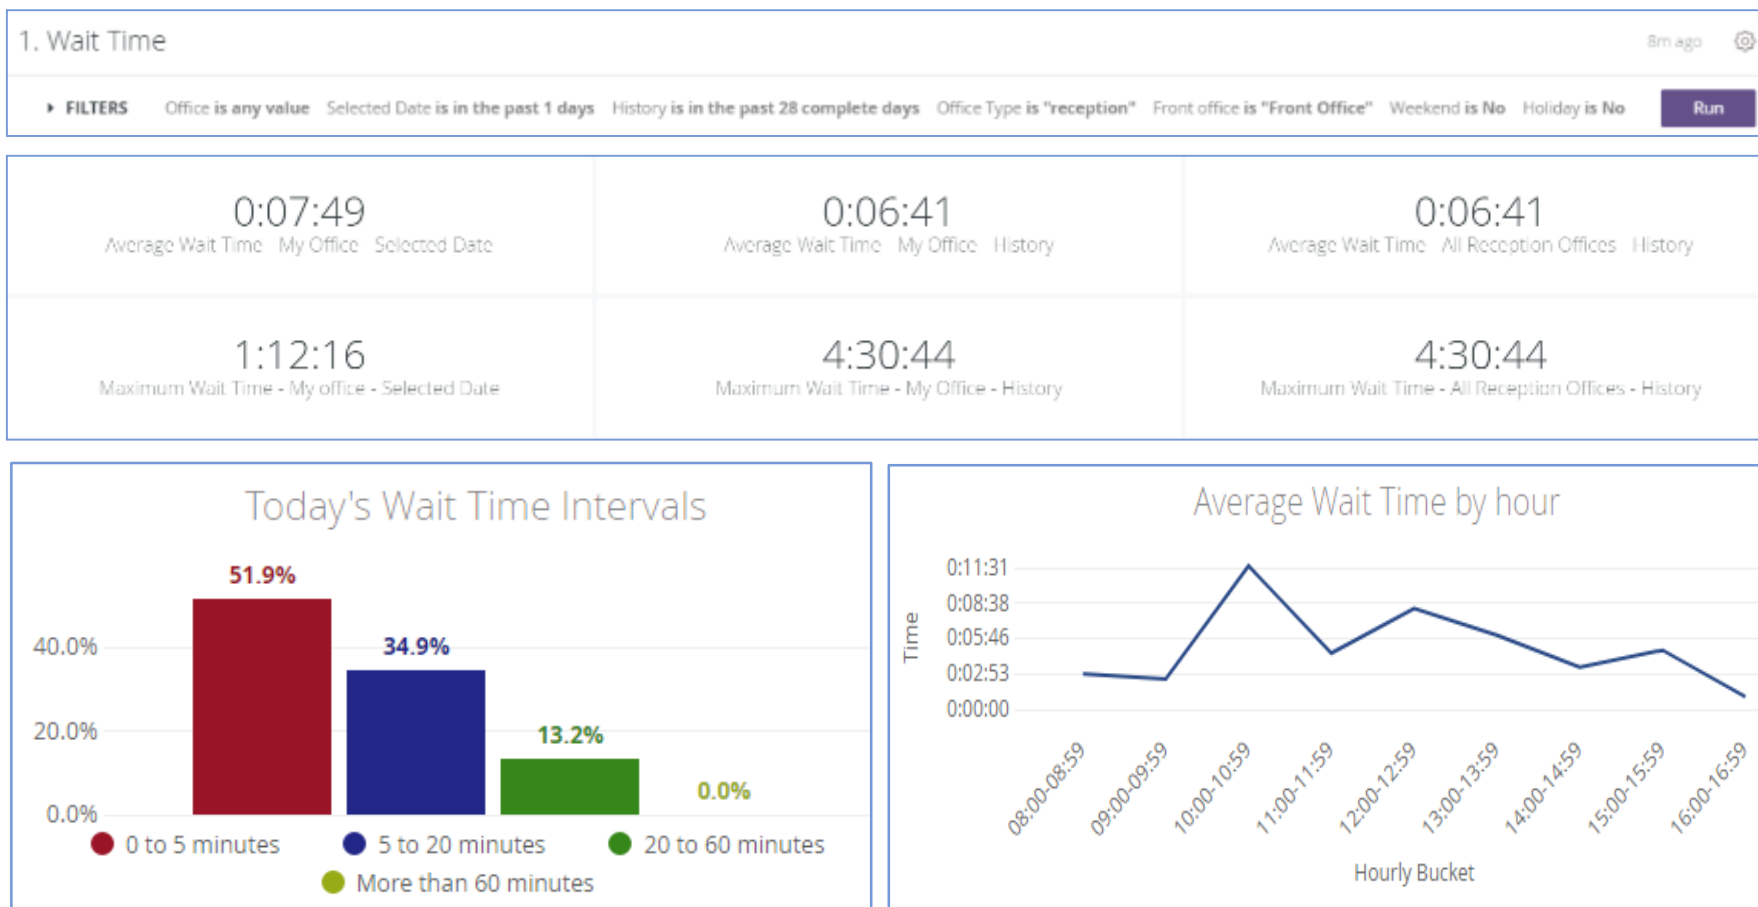 1. Wait Time
8m ago
FILTERS Office is any value Selected Date is in the past 1 days History is in the past 28 complete days Office Type is "reception" Front office is "Front Office" Weekend is No Holiday is No Run
0:07:49
Average Wait Time My Office Selected Date
0:06:41
Average Wait Time My Office History
0:06:41
Average Wait Time All Reception Offices History
1:12:16
Maximum Wait Time - My office - Selected Date
4:30:44
Maximum Wait Time - My Office - History
4:30:44
Maximum Wait Time - All Reception Offices - History
Today's Wait Time Intervals
51.9%
34.9%
13.2%
0.0%
40.0%
20.0%
0.0%
0 to 5 minutes
5 to 20 minutes
20 to 60 minutes
More than 60 minutes
Average Wait Time by hour
Time
0:11:31
0:08:38
0:05:46
0:02:53
0:00:00
08:00-08:59
09:00-09:59
10:00-10:59
11:00-11:59
12:00-12:59
13:00-13:59
14:00-14:59
15:00-15:59
16:00-16:59
Hourly Bucket